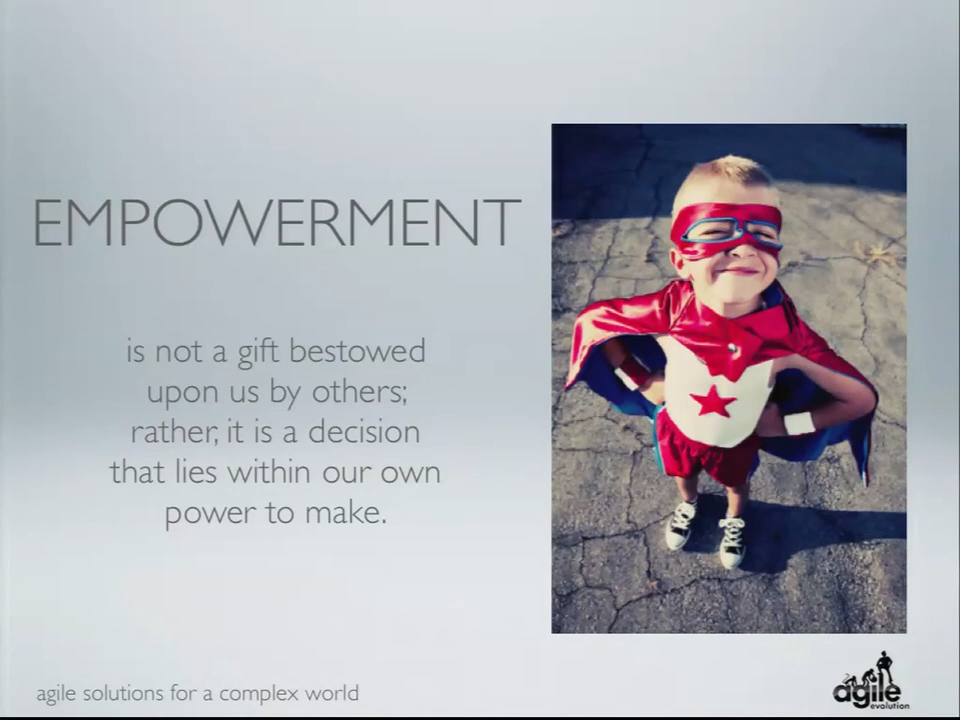 EMPOWERMENT
is not a gift bestowed
upon us by others;
rather, it is a decision
that lies within our own
power to make.
agile solutions for a complex world
agile
evolution